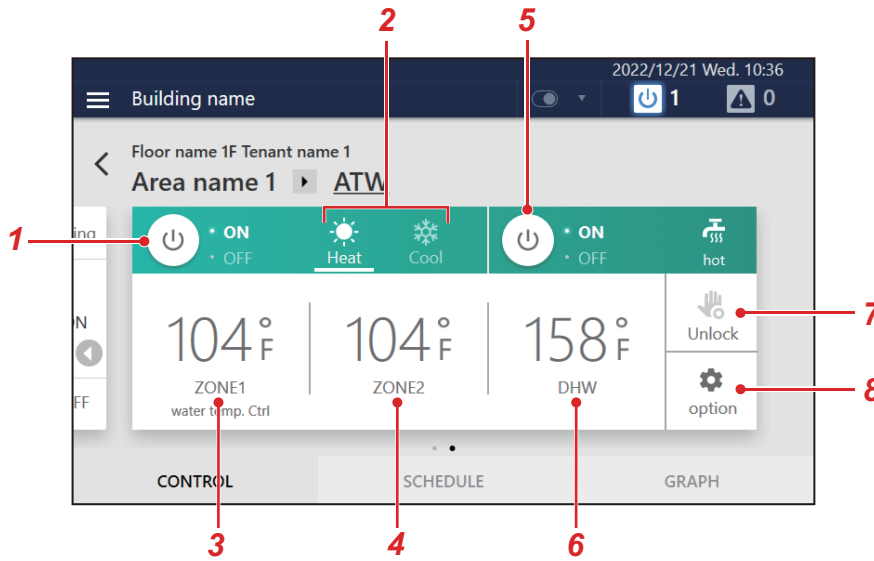 2
5
2022/12/21 Wed. 10:36
Building name
1
0
Floor name 1F Tenant name 1
Area name 1 ATW
1
ing
ON
OFF
Heat
Cool
ON
OFF
hot
N
104°F
ZONE1
water temp. Ctrl
104°F
ZONE2
158°F
DHW
Unlock
7
FF
option
8
CONTROL
SCHEDULE
GRAPH
3
4
6